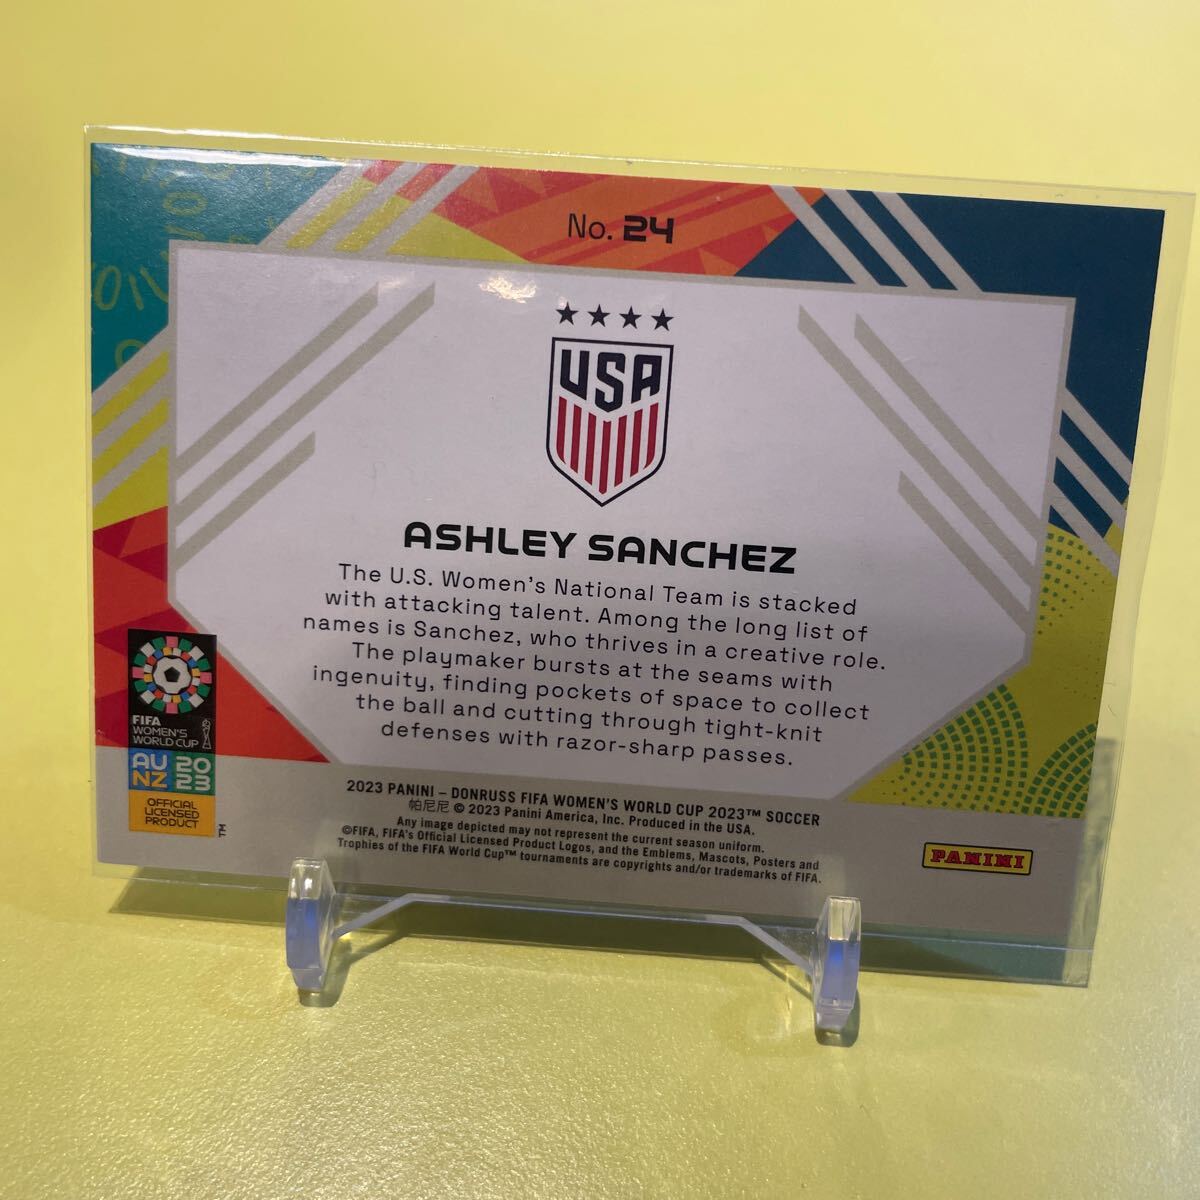 No. 24
USA
ASHLEY SANCHEZ
The U.S. Women's National Team is stacked
with attacking talent. Among the long list of
names is Sanchez, who thrives in a creative role.
The playmaker bursts at the seams with
ingenuity, finding pockets of space to collect
the ball and cutting through tight-knit
defenses with razor-sharp passes.
FIFA
WOMEN'S
WORLD CUP
AU 20
NZ 23
OFFICIAL
LICENSED
PRODUCT
TM
2023 PANINI – DONRUSS FIFA WOMEN'S WORLD CUP 2023™ SOCCER
帕尼尼 © 2023 Panini America, Inc. Produced in the USA.
Any image depicted may not represent the current season uniform.
©FIFA, FIFA's Official Licensed Product Logos, and the Emblems, Mascots, Posters and
Trophies of the FIFA World Cup™ tournaments are copyrights and/or trademarks of FIFA.
PANINI